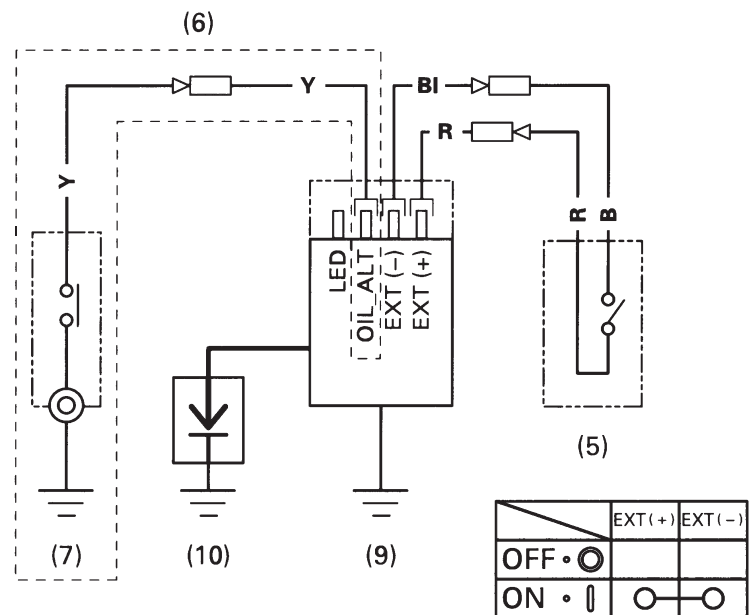 (6)
Y
Bl
R
Y
R
B
LED
OIL_ALT
EXT (−)
EXT (+)
(5)
(7)
(10)
(9)
EXT(+) EXT(−)
OFF
ON